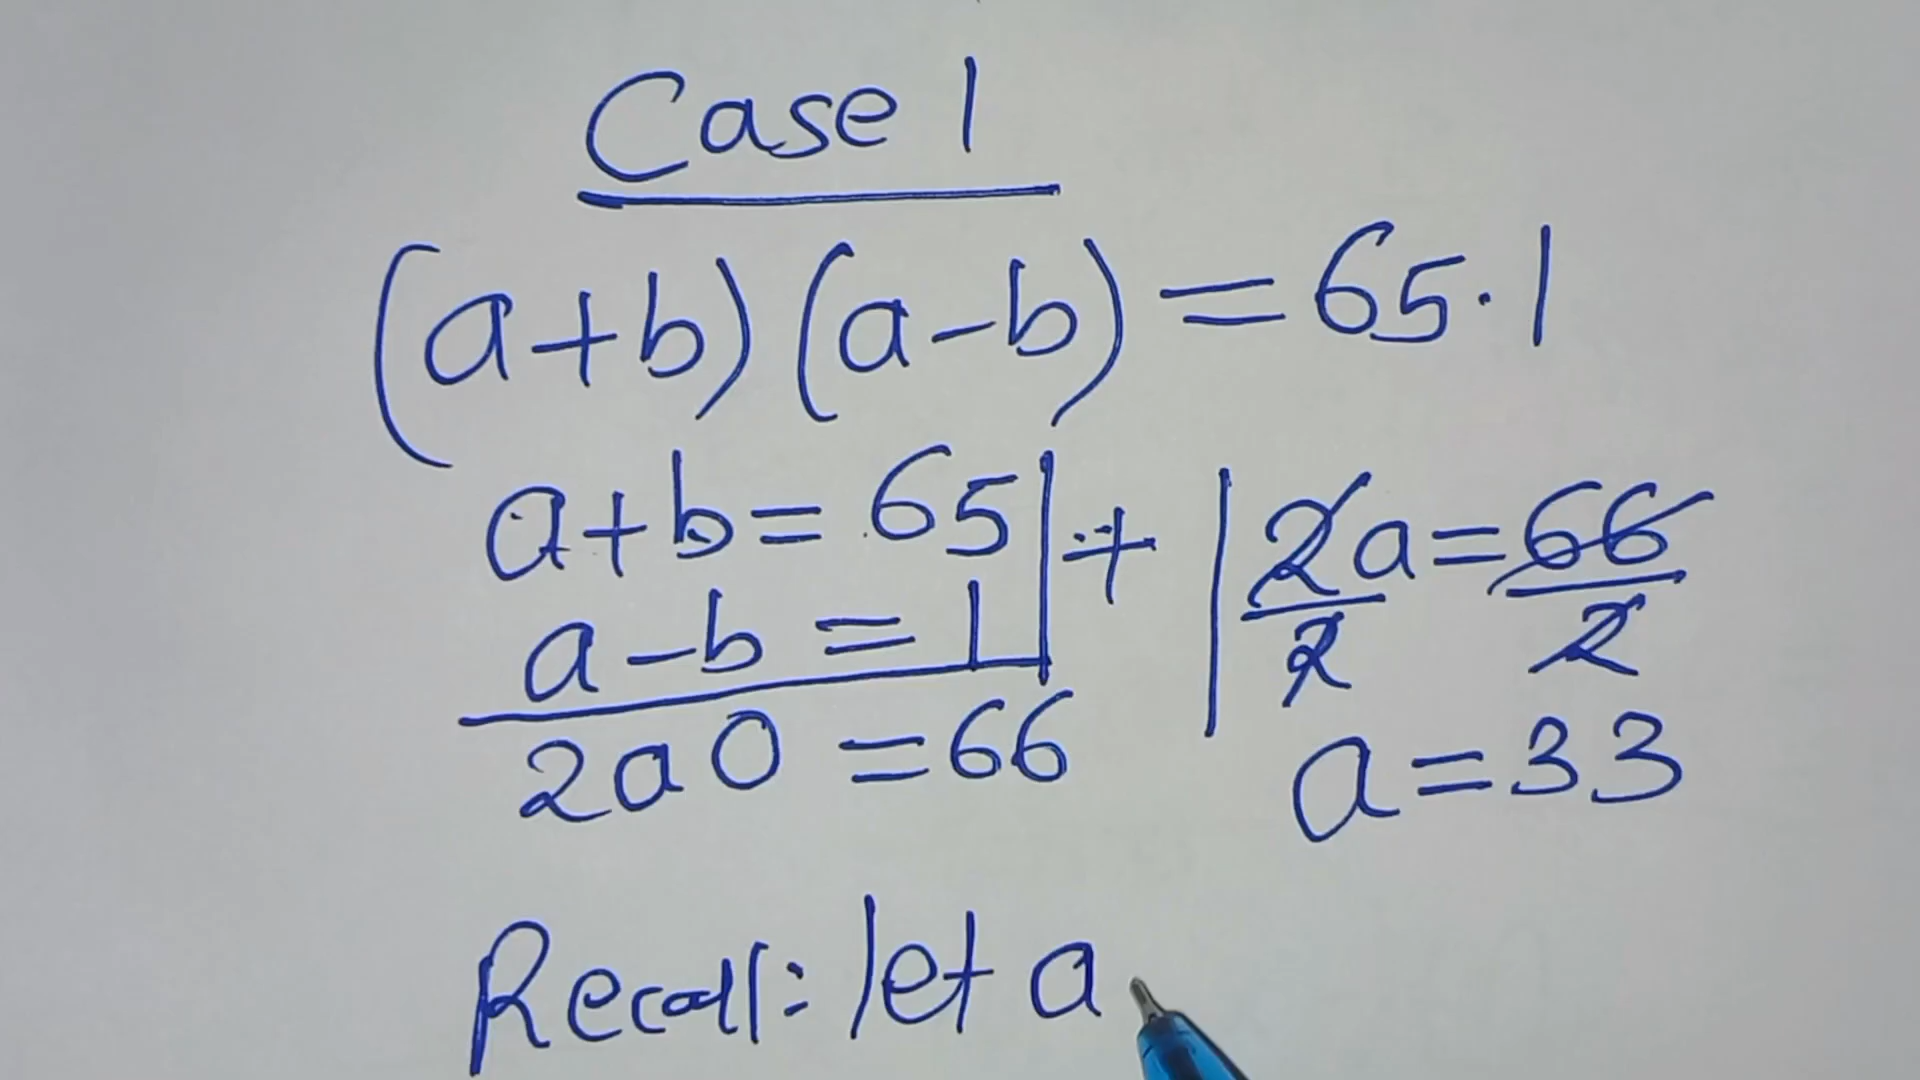 Case 1
(a+b)(a-b)=65.1
a+b=65 | + | 2a=66
a-b=1 | 2 2
2a0=66 a=33
Recall: let a